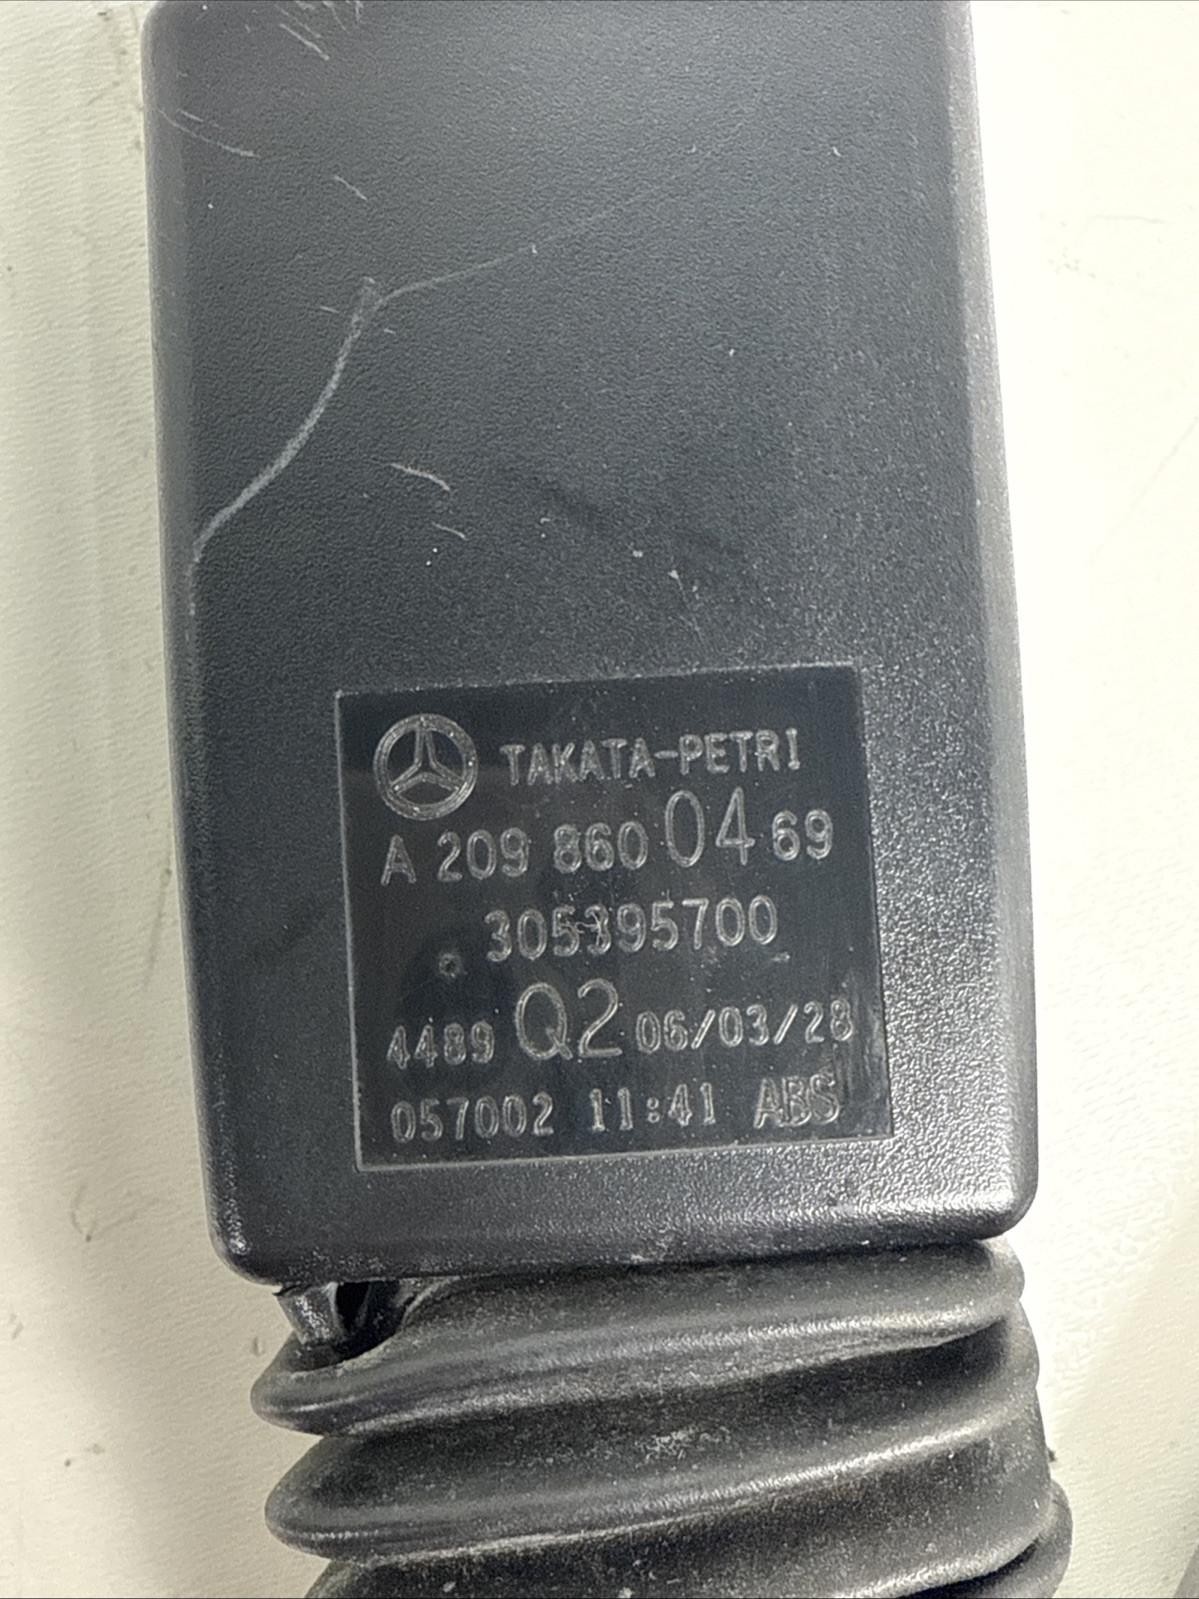 TAKATA-PETRI
A 209 860 04 69
305395700
4489 Q2 06/03/28
057002 11:41 ABS